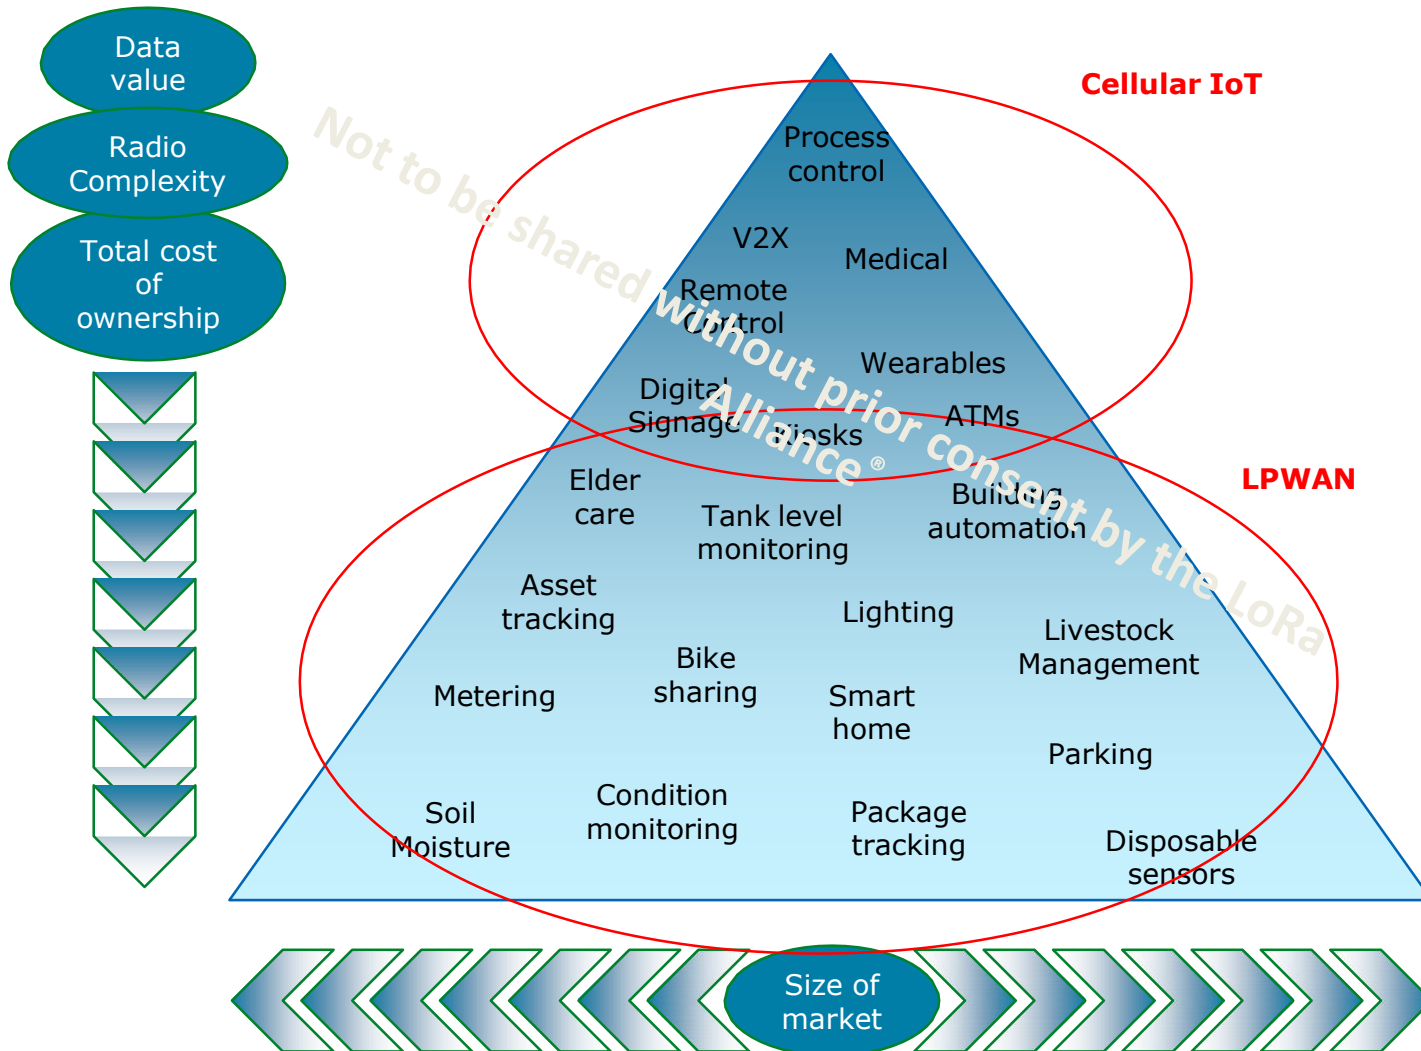 Data
value
Radio
Complexity
Total cost
of
ownership
Cellular IoT
Process
control
V2X
Medical
Remote
Control
Wearables
Digital
Signage
Kiosks
ATMs
LPWAN
Elder
care
Tank level
monitoring
Building
automation
Asset
tracking
Lighting
Livestock
Management
Bike
sharing
Metering
Smart
home
Parking
Soil
Moisture
Condition
monitoring
Package
tracking
Disposable
sensors
Size of
market
Not to be shared without prior consent by the LoRa
Alliance®